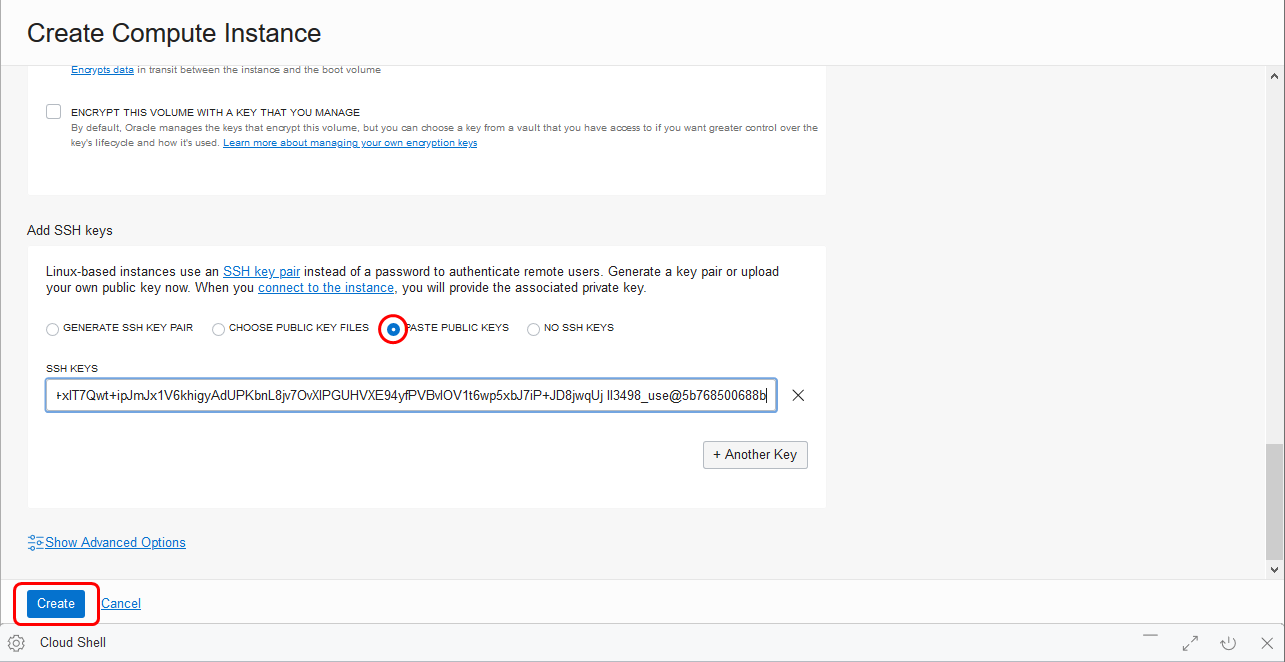 Create Compute Instance
Encrypts data in transit between the instance and the boot volume
ENCRYPT THIS VOLUME WITH A KEY THAT YOU MANAGE
By default, Oracle manages the keys that encrypt this volume, but you can choose a key from a vault that you have access to if you want greater control over the
key's lifecycle and how it's used. Learn more about managing your own encryption keys
Add SSH keys
Linux-based instances use an SSH key pair instead of a password to authenticate remote users. Generate a key pair or upload
your own public key now. When you connect to the instance, you will provide the associated private key.
GENERATE SSH KEY PAIR CHOOSE PUBLIC KEY FILES PASTE PUBLIC KEYS NO SSH KEYS
SSH KEYS
+xIT7Qwt+ipJmJx1V6khigyAdUPKbnL8jv7OvXlPGUHVXE94yfPVBvlOV1t6wp5xbJ7iP+JD8jwqUj ll3498_use@5b768500688b
+ Another Key
Show Advanced Options
Create Cancel
Cloud Shell